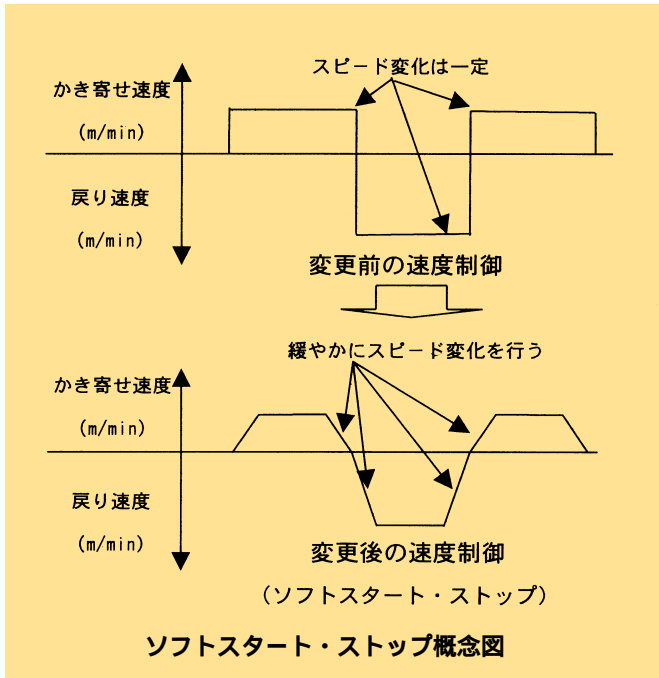 スピード変化は一定
かき寄せ速度
(m/min)
戻り速度
(m/min)
変更前の速度制御
緩やかにスピード変化を行う
かき寄せ速度
(m/min)
戻り速度
(m/min)
変更後の速度制御
（ソフトスタート・ストップ）
ソフトスタート・ストップ概念図